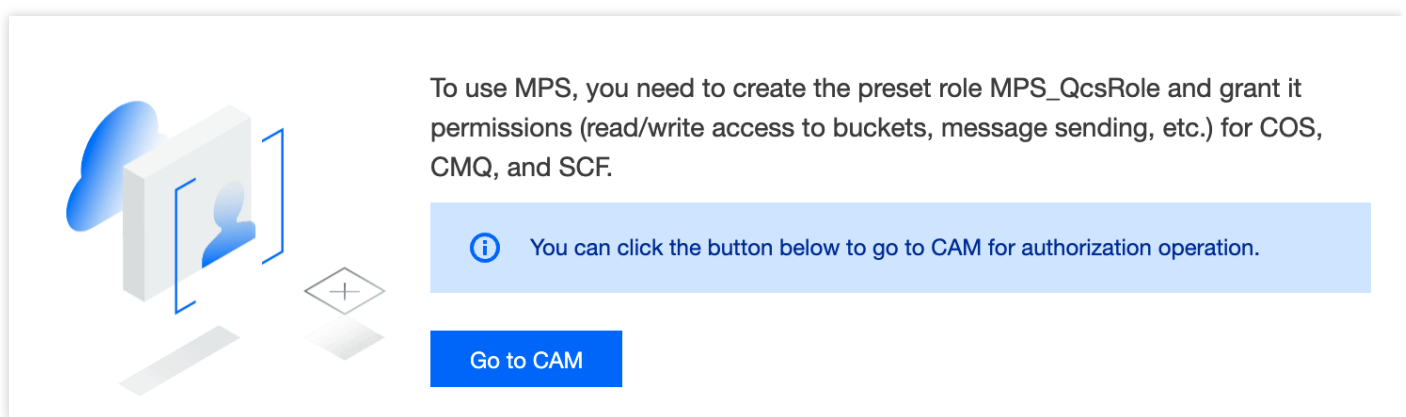 To use MPS, you need to create the preset role MPS_QcsRole and grant it
permissions (read/write access to buckets, message sending, etc.) for COS,
CMQ, and SCF.
You can click the button below to go to CAM for authorization operation.
Go to CAM